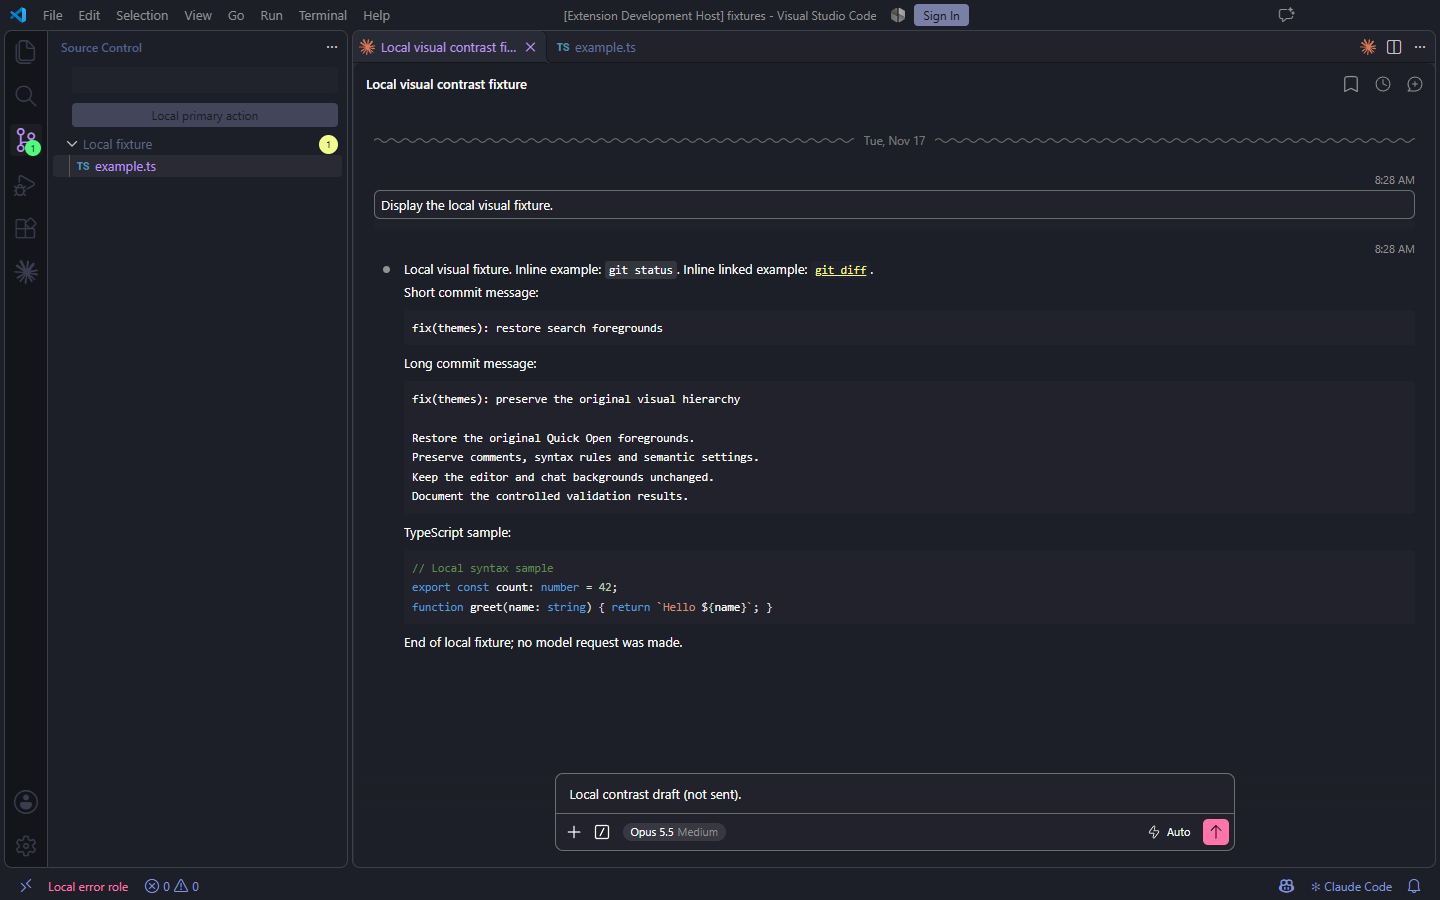 File Edit Selection View Go Run Terminal Help
[Extension Development Host] fixtures - Visual Studio Code
Sign In
Source Control
Local primary action
Local fixture 1
TS example.ts
1
Local visual contrast fi...
TS example.ts
Local visual contrast fixture
Tue, Nov 17
8:28 AM
Display the local visual fixture.
8:28 AM
Local visual fixture. Inline example: git status. Inline linked example: git diff.
Short commit message:
fix(themes): restore search foregrounds
Long commit message:
fix(themes): preserve the original visual hierarchy
Restore the original Quick Open foregrounds.
Preserve comments, syntax rules and semantic settings.
Keep the editor and chat backgrounds unchanged.
Document the controlled validation results.
TypeScript sample:
// Local syntax sample
export const count: number = 42;
function greet(name: string) { return `Hello ${name}`; }
End of local fixture; no model request was made.
Local contrast draft (not sent).
Opus 5.5 Medium
Auto
Local error role 0 0
Claude Code